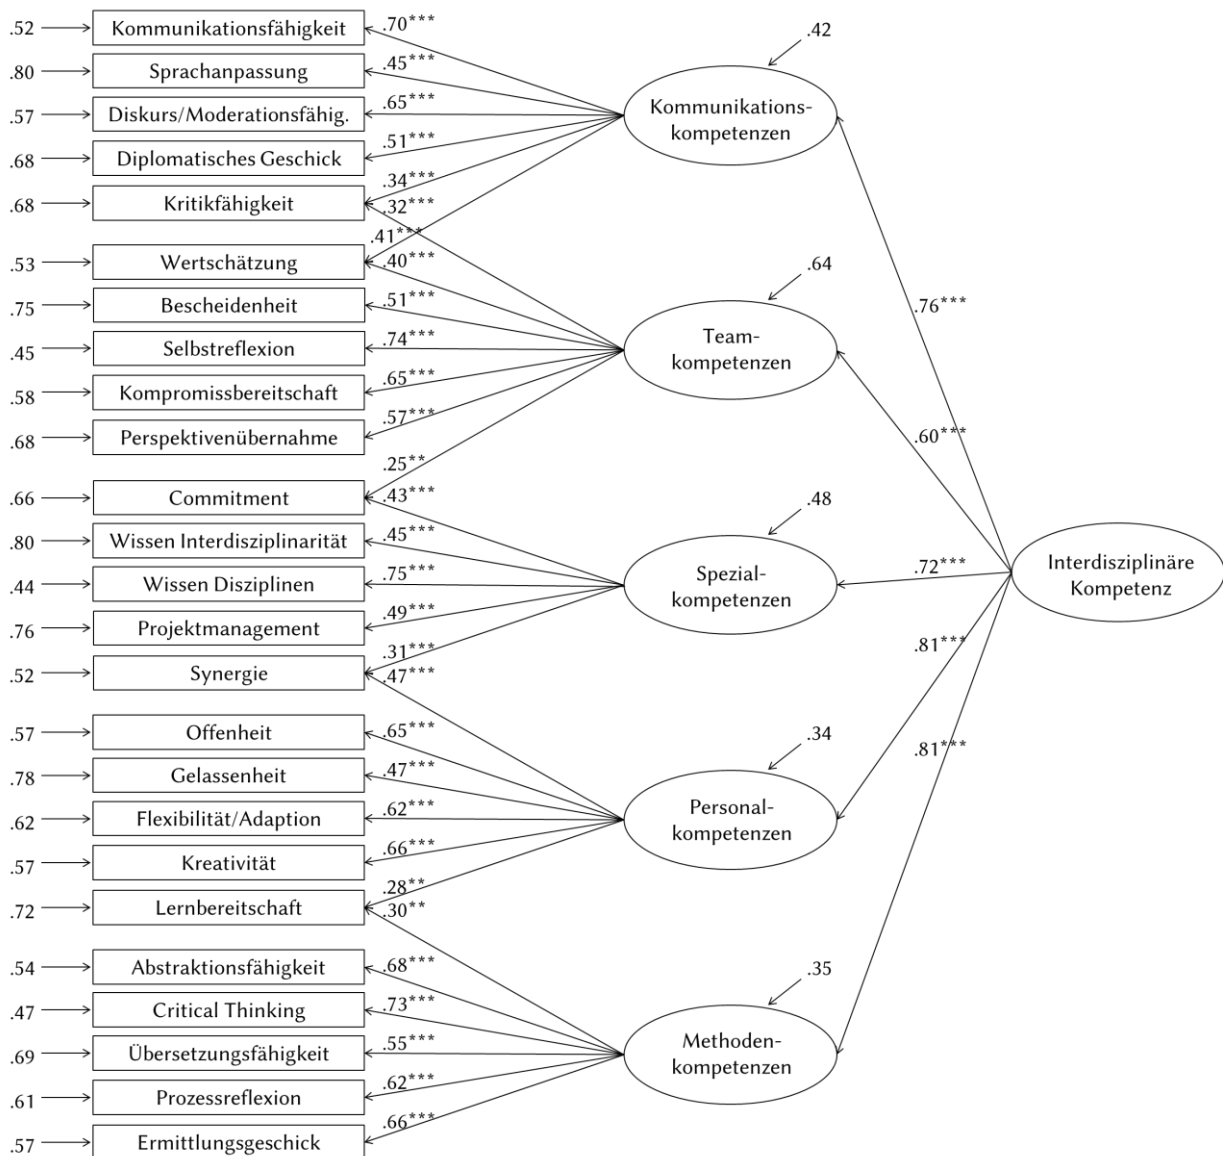 .52 Kommunikationsfähigkeit .70*** .42
.80 Sprachanpassung .45***
.57 Diskurs/Moderationsfähig. .65*** Kommunikations-
kompetenzen
.68 Diplomatisches Geschick .51***
.34***
.68 Kritikfähigkeit .32***
.41***
.53 Wertschätzung .40*** .64
.75 Bescheidenheit .51*** .76***
.45 Selbstreflexion .74*** Team-
kompetenzen
.58 Kompromissbereitschaft .65***
.57***
.68 Perspektivenübernahme .60***
.25**
.66 Commitment .43*** .48
.80 Wissen Interdisziplinarität .45***
.44 Wissen Disziplinen .75*** Spezial- .72*** Interdisziplinäre
kompetenzen Kompetenz
.76 Projektmanagement .49***
.31*** .81***
.52 Synergie .47***
.57 Offenheit .65*** .34
.81***
.78 Gelassenheit .47***
.62 Flexibilität/Adaption .62*** Personal-
kompetenzen
.57 Kreativität .66***
.28**
.72 Lernbereitschaft .30**
.54 Abstraktionsfähigkeit .68*** .35
.47 Critical Thinking .73***
.69 Übersetzungsfähigkeit .55*** Methoden-
kompetenzen
.61 Prozessreflexion .62***
.57 Ermittlungsgeschick .66***